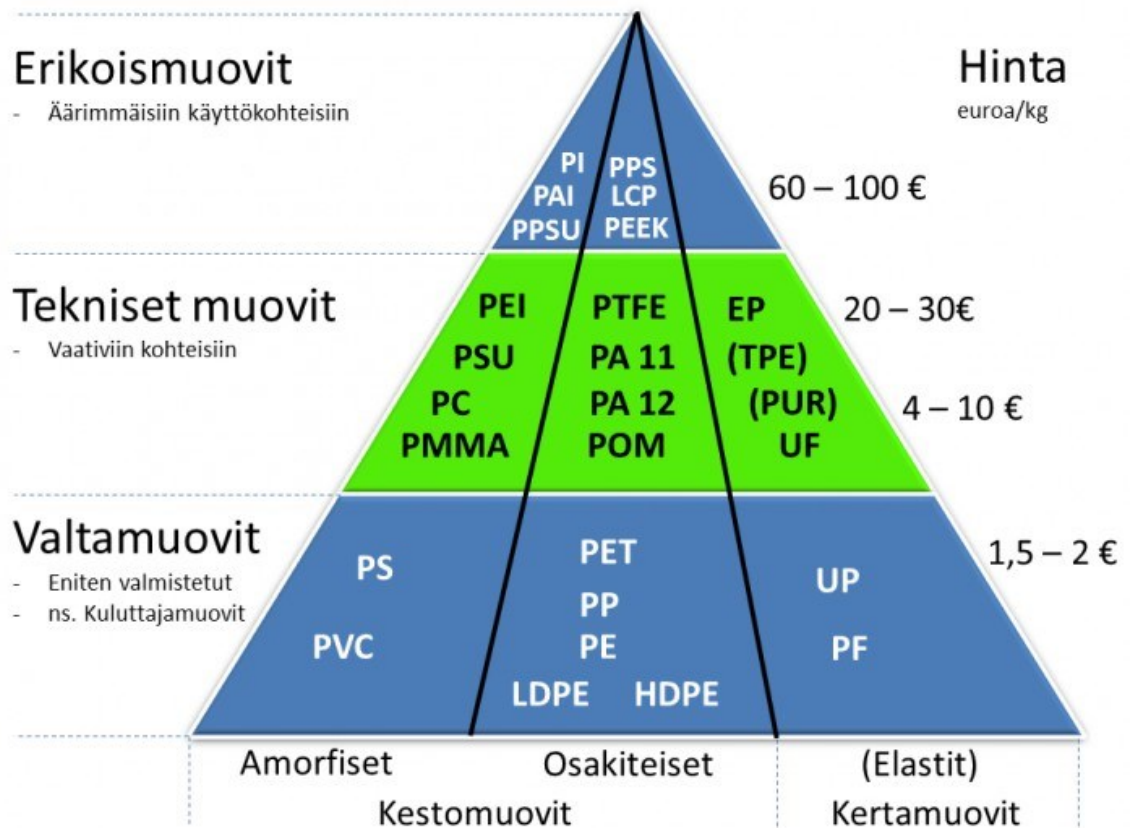 Erikoismuovit
- Äärimmäisiin käyttökohteisiin
Hinta
euroa/kg
PI
PAI
PPSU
PPS
LCP
PEEK
60 – 100 €
Tekniset muovit
- Vaativiin kohteisiin
PEI
PSU
PC
PMMA
PTFE
PA 11
PA 12
POM
EP
(TPE)
(PUR)
UF
20 – 30€
4 – 10 €
Valtamuovit
- Eniten valmistetut
- ns. Kuluttajamuovit
PS
PVC
PET
PP
PE
LDPE HDPE
UP
PF
1,5 – 2 €
Amorfiset Osakiteiset (Elastit)
Kestomuovit Kertamuovit